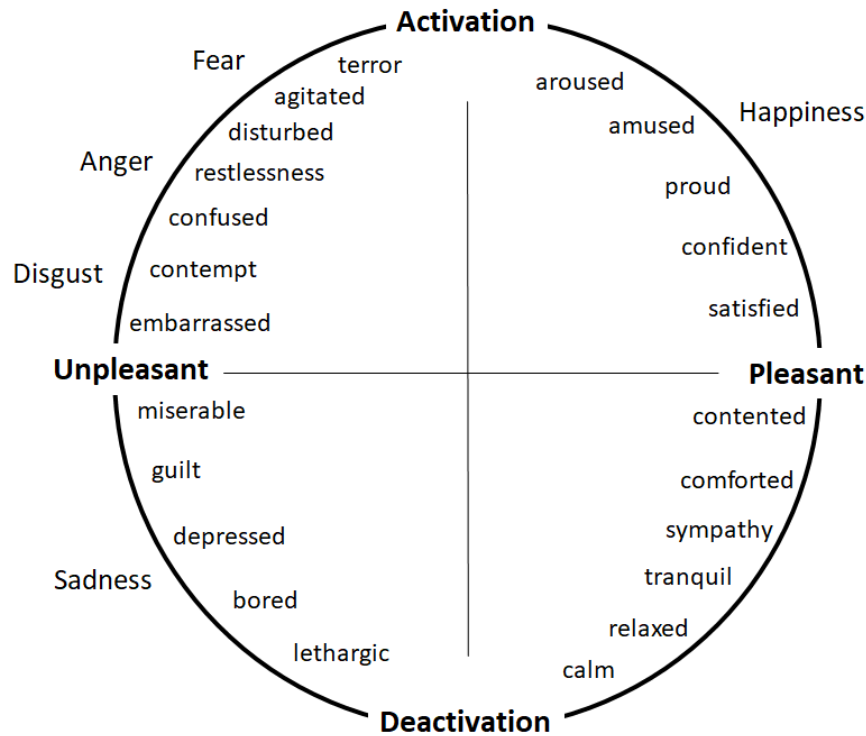 Activation
Fear
terror
aroused
agitated
Happiness
disturbed
amused
Anger
restlessness
proud
confused
confident
Disgust
contempt
satisfied
embarrassed
Unpleasant
Pleasant
miserable
contented
guilt
comforted
depressed
sympathy
Sadness
tranquil
bored
relaxed
lethargic
calm
Deactivation